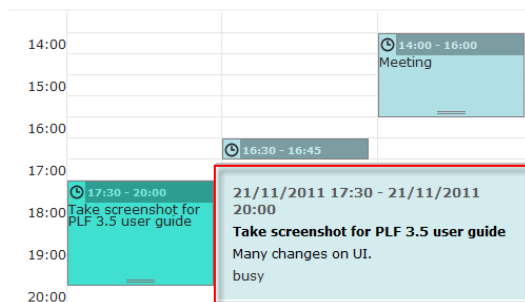 14:00
14:00 - 16:00
Meeting
15:00
16:00
16:30 - 16:45
17:00
17:30 - 20:00
Take screenshot for
PLF 3.5 user guide
18:00
19:00
20:00
21/11/2011 17:30 - 21/11/2011
20:00
Take screenshot for PLF 3.5 user guide
Many changes on UI.
busy